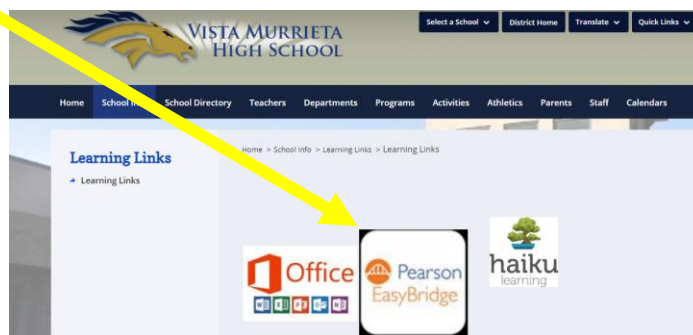 VISTA MURRIETA
HIGH SCHOOL
Select a School
District Home
Translate
Quick Links
Home School Info School Directory Teachers Departments Programs Activities Athletics Parents Staff Calendars
Learning Links
Learning Links
Home > School Info > Learning Links > Learning Links
Office
Pearson
EasyBridge
haiku
learning